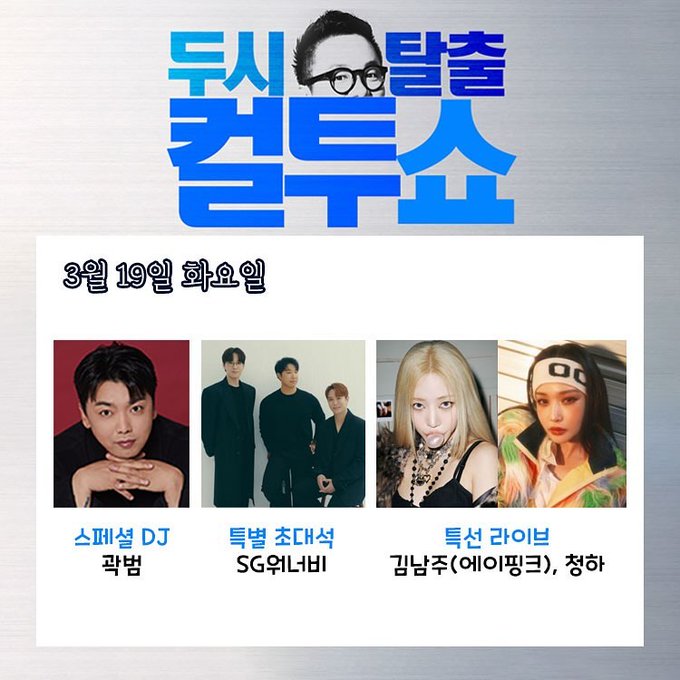 두시 탈출
컬투쇼
3월 19일 화요일
스페셜 DJ
곽범
특별 초대석
SG워너비
특선 라이브
김남주(에이핑크), 청하